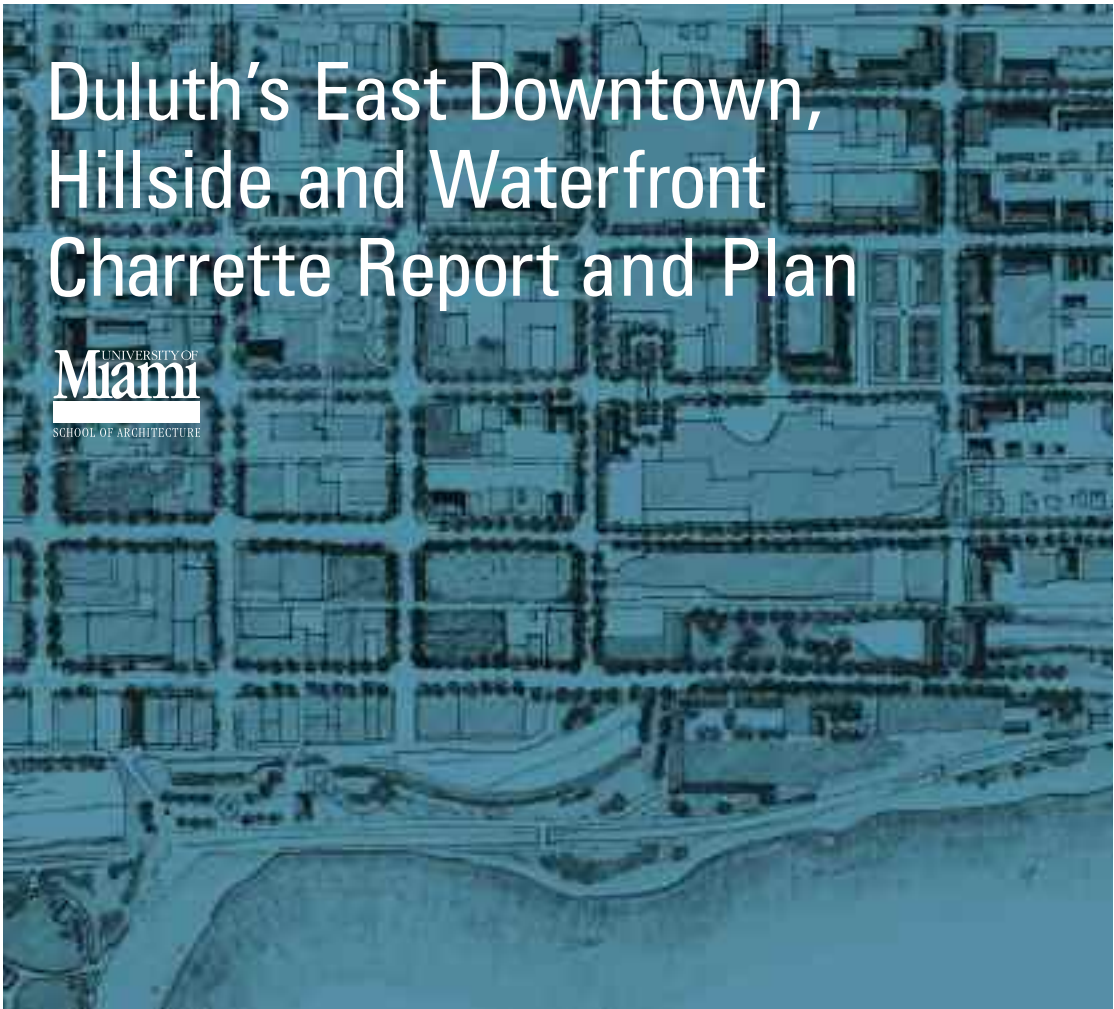 Duluth’s East Downtown,
Hillside and Waterfront
Charrette Report and Plan
UNIVERSITY OF
Miami
SCHOOL OF ARCHITECTURE